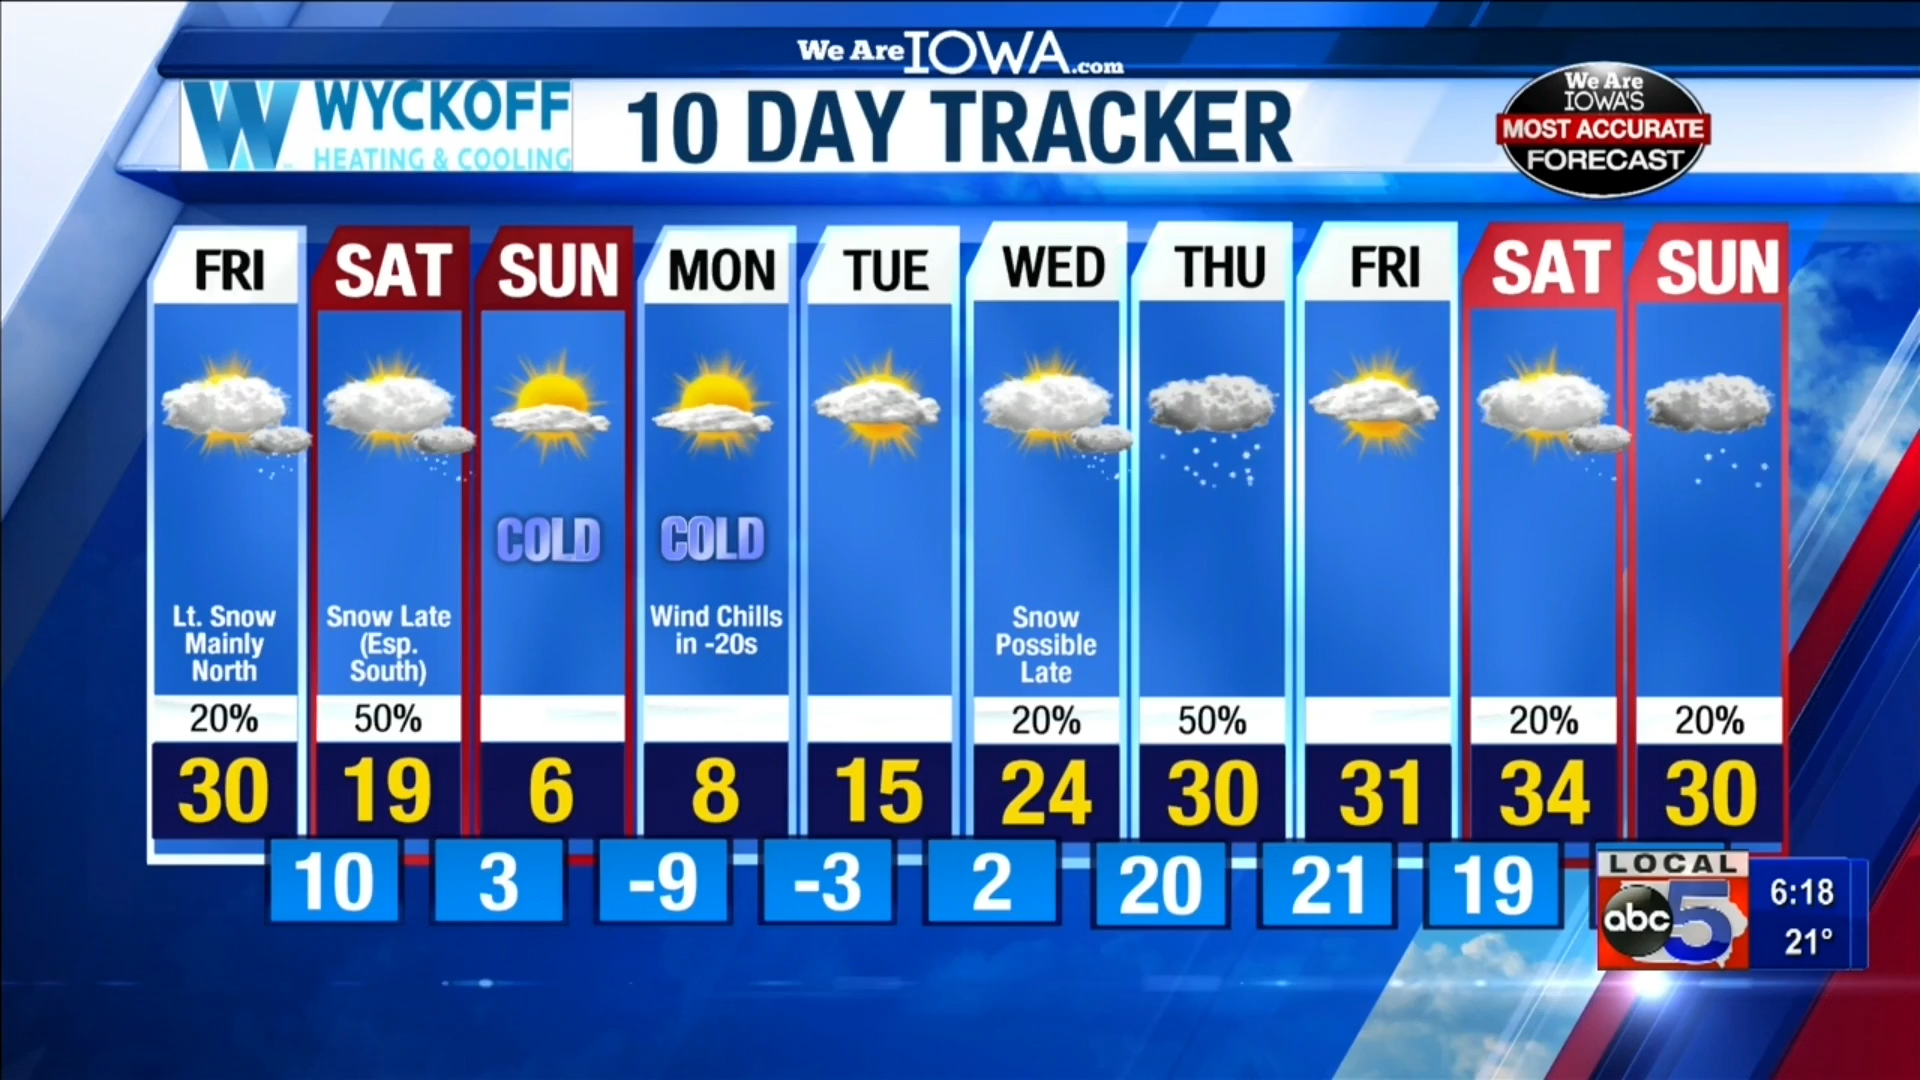 We Are IOWA.com
W WYCKOFF
HEATING & COOLING
10 DAY TRACKER
We Are
IOWA'S
MOST ACCURATE
FORECAST
FRI SAT SUN MON TUE WED THU FRI SAT SUN
COLD COLD
Lt. Snow
Mainly
North
Snow Late
(Esp.
South)
Wind Chills
in -20s
Snow
Possible
Late
20% 50% 20% 50% 20% 20%
30 19 6 8 15 24 30 31 34 30
10 3 -9 -3 2 20 21 19
LOCAL
abc 5
6:18
21°